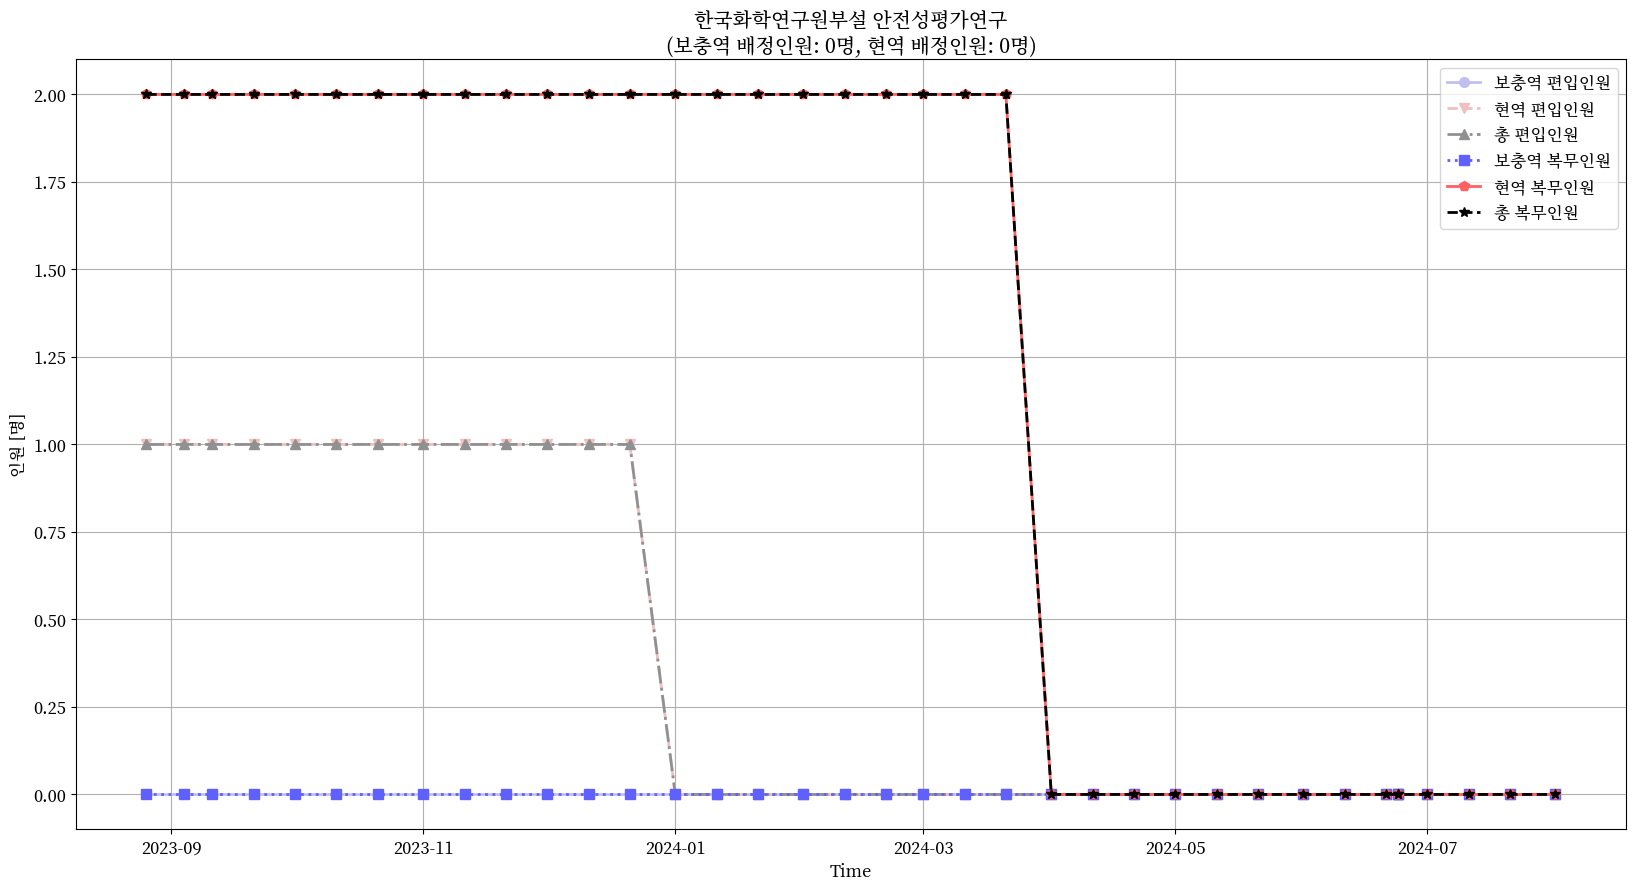 한국화학연구원부설 안전성평가연구
(보충역 배정인원: 0명, 현역 배정인원: 0명)
보충역 편입인원
현역 편입인원
총 편입인원
보충역 복무인원
현역 복무인원
총 복무인원
인원 [명]
2.00
1.75
1.50
1.25
1.00
0.75
0.50
0.25
0.00
2023-09
2023-11
2024-01
2024-03
2024-05
2024-07
Time